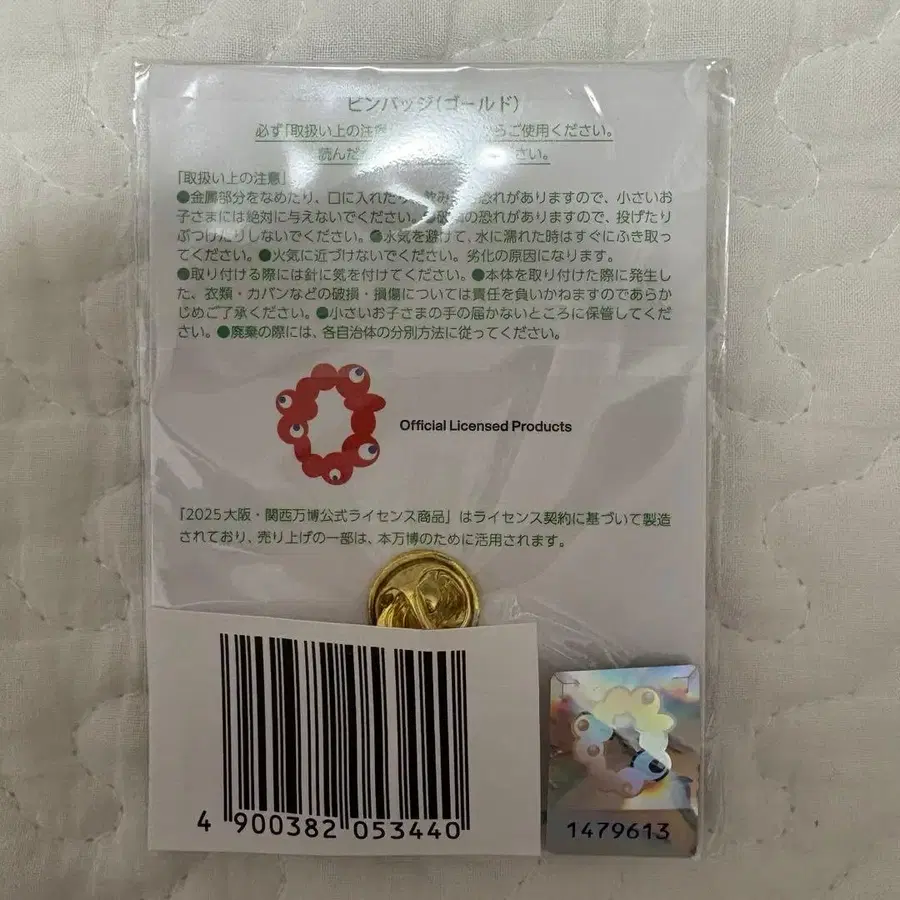 ピンバッジ(ゴールド)
必ず「取扱い上の注意 からご使用ください。
読んだ さい。
「取扱い上の注意」
●金属部分をなめたり、口に入れたり 恐れがありますので、小さいお
子さまには絶対に与えないでください。●破損の恐れがありますので、投げたり
ぶつけたりしないでください。●水気を避けて、水に濡れた時はすぐにふき取っ
てください。●火気に近づけないでください。劣化の原因になります。
●取り付ける際には針に気を付けてください。●本体を取り付けた際に発生し
た、衣類・カバンなどの破損・損傷については責任を負いかねますのであらか
じめご了承ください。●小さいお子さまの手の届かないところに保管してくだ
さい。●廃棄の際には、各自治体の分別方法に従ってください。
Official Licensed Products
「2025大阪・関西万博公式ライセンス商品」はライセンス契約に基づいて製造
されており、売り上げの一部は、本万博のために活用されます。
4 900382 053440
1479613